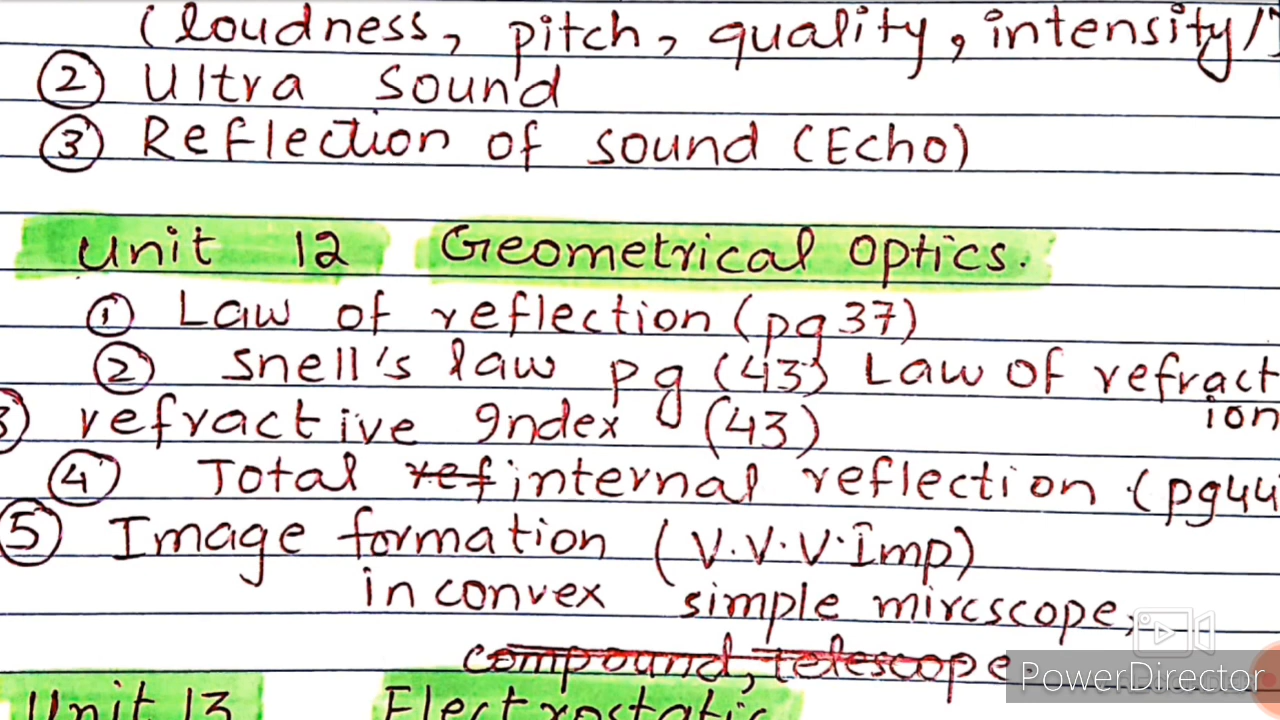 (loudness, pitch, quality, intensity/
② Ultra sound
③ Reflection of sound (Echo)
Unit 12 Geometrical optics.
① Law of reflection (pg 37)
② snell's law pg (43) Law of refract
ion
3) refractive Index (43)
④ Total ref internal reflection (pg44
⑤ Image formation (V.V.V.Imp)
in convex simple mircscope,
compound, telescope.
PowerDirector
Unit 13 Electrostatic